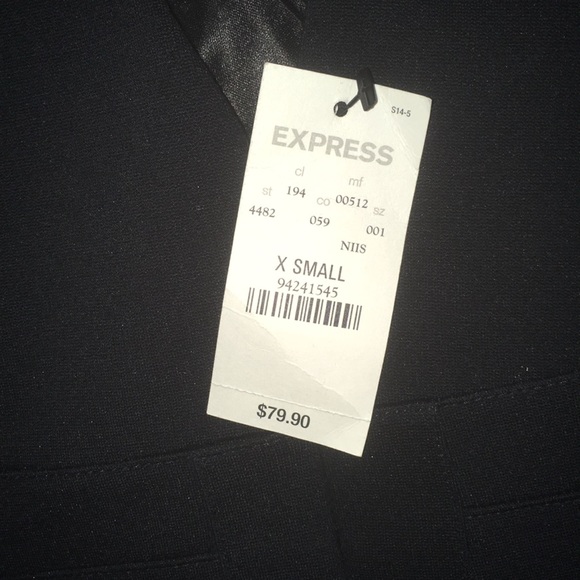 S14-5
EXPRESS
cl mf
st 194 co 00512 sz
4482 059 001
NIIS
X SMALL
94241545
$79.90